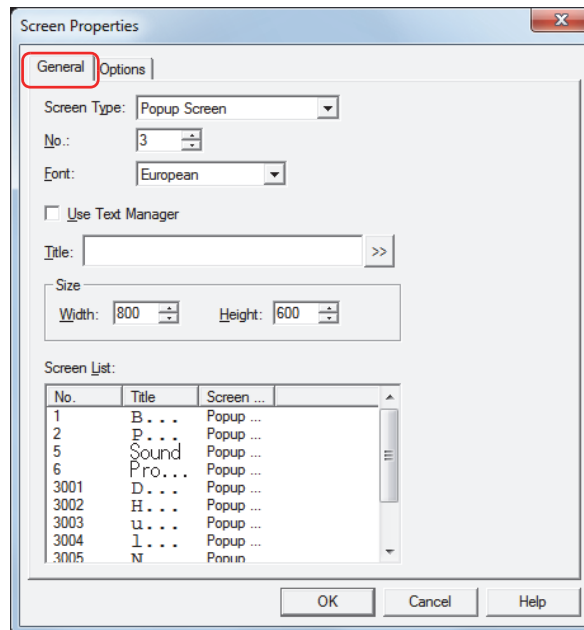 Screen Properties
General Options
Screen Type: Popup Screen
No.: 3
Font: European
Use Text Manager
Title: >>
Size
Width: 800 Height: 600
Screen List:
No. Title Screen ...
1 B... Popup ...
2 P... Popup ...
5 Sound Popup ...
6 Pro... Popup ...
3001 D... Popup ...
3002 H... Popup ...
3003 u... Popup ...
3004 l... Popup ...
3005 N Popup
OK Cancel Help